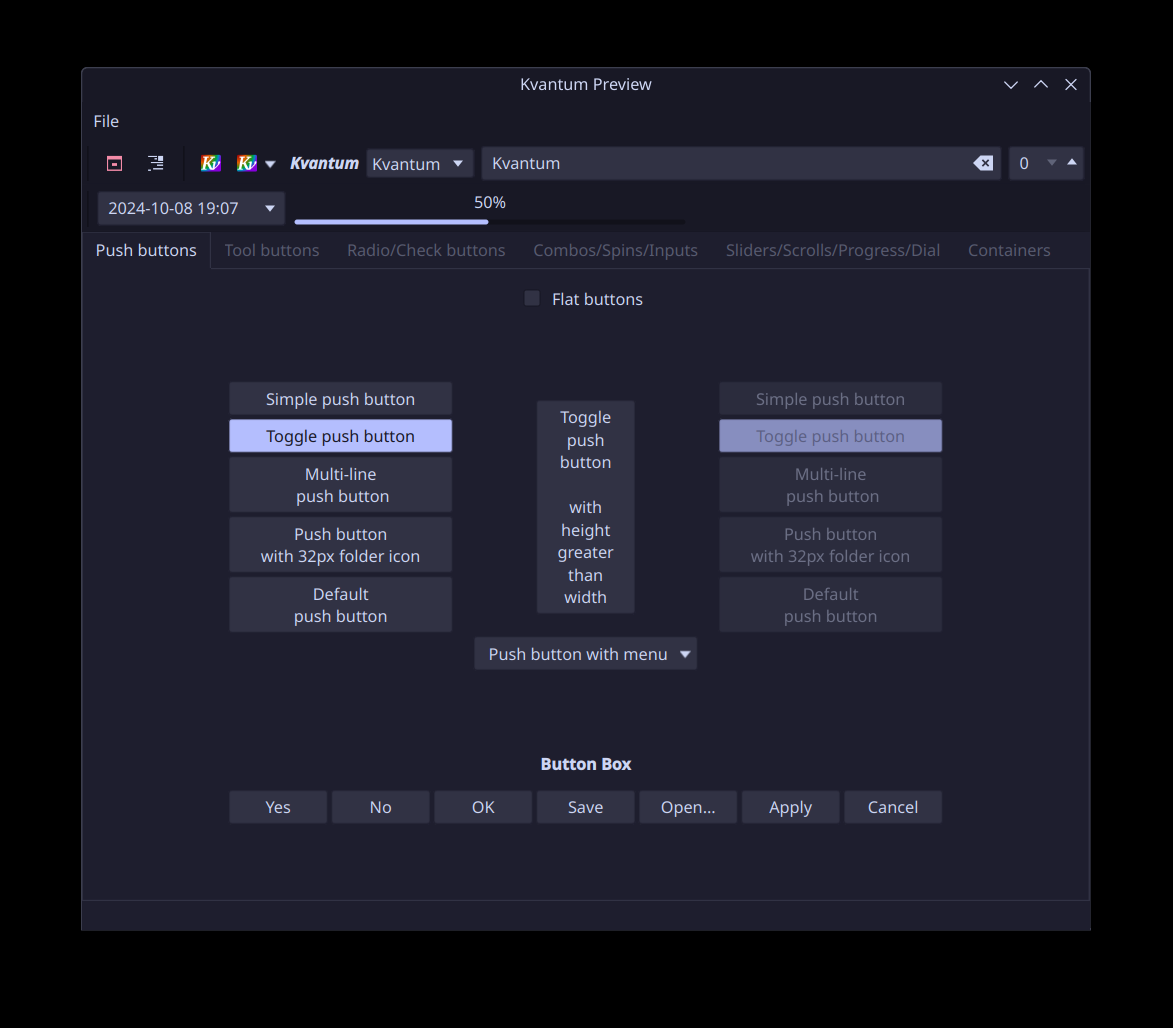 Kvantum Preview
File
Kv Kv Kvantum Kvantum Kvantum 0
2024-10-08 19:07 50%
Push buttons Tool buttons Radio/Check buttons Combos/Spins/Inputs Sliders/Scrolls/Progress/Dial Containers
Flat buttons
Simple push button
Toggle push button
Multi-line
push button
Push button
with 32px folder icon
Default
push button
Toggle
push
button
with
height
greater
than
width
Push button with menu
Simple push button
Toggle push button
Multi-line
push button
Push button
with 32px folder icon
Default
push button
Button Box
Yes No OK Save Open... Apply Cancel